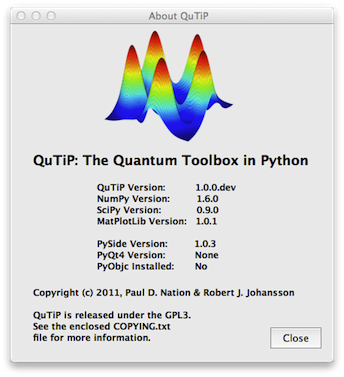 About QuTiP
QuTiP: The Quantum Toolbox in Python
QuTiP Version: 1.0.0.dev
NumPy Version: 1.6.0
SciPy Version: 0.9.0
MatPlotLib Version: 1.0.1
PySide Version: 1.0.3
PyQt4 Version: None
PyObjc Installed: No
Copyright (c) 2011, Paul D. Nation & Robert J. Johansson
QuTiP is released under the GPL3.
See the enclosed COPYING.txt
file for more information.
Close